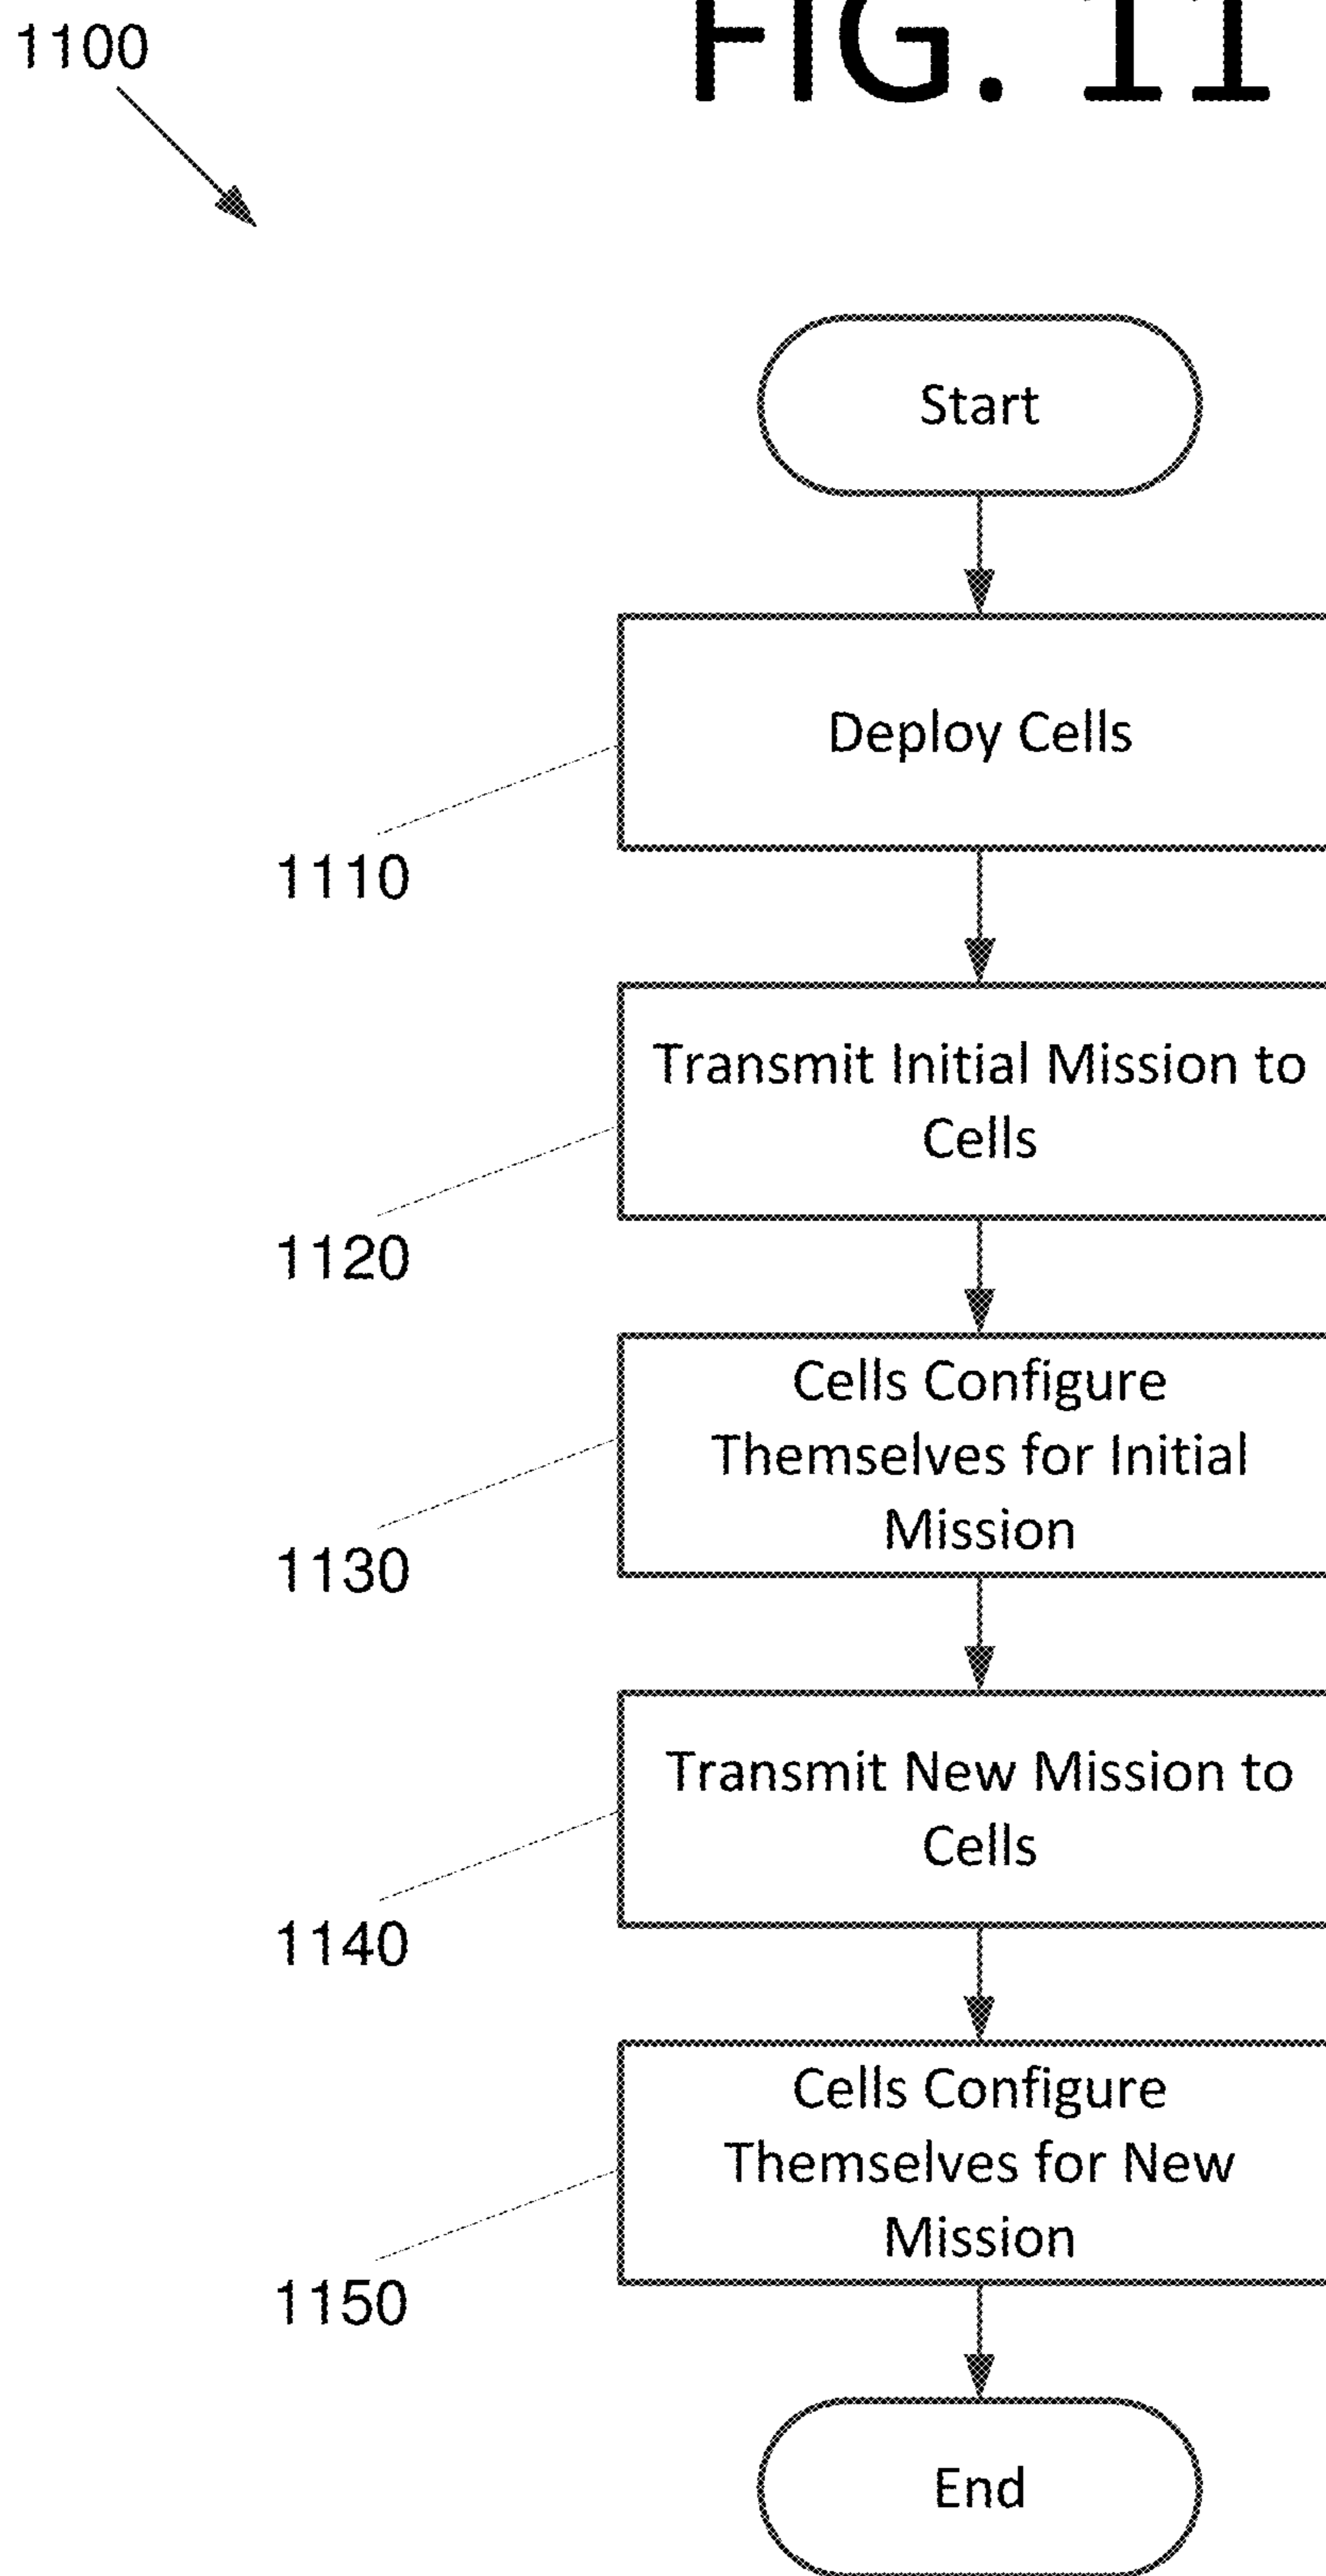 1100
FIG. 11
Start
Deploy Cells
1110
Transmit Initial Mission to
Cells
1120
Cells Configure
Themselves for Initial
Mission
1130
Transmit New Mission to
Cells
1140
Cells Configure
Themselves for New
Mission
1150
End